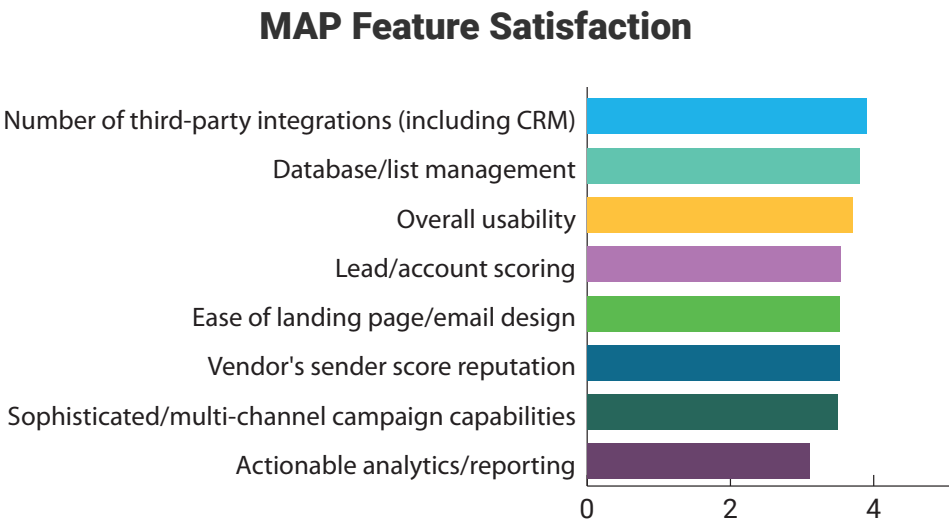 MAP Feature Satisfaction
Number of third-party integrations (including CRM)
Database/list management
Overall usability
Lead/account scoring
Ease of landing page/email design
Vendor's sender score reputation
Sophisticated/multi-channel campaign capabilities
Actionable analytics/reporting
0 2 4